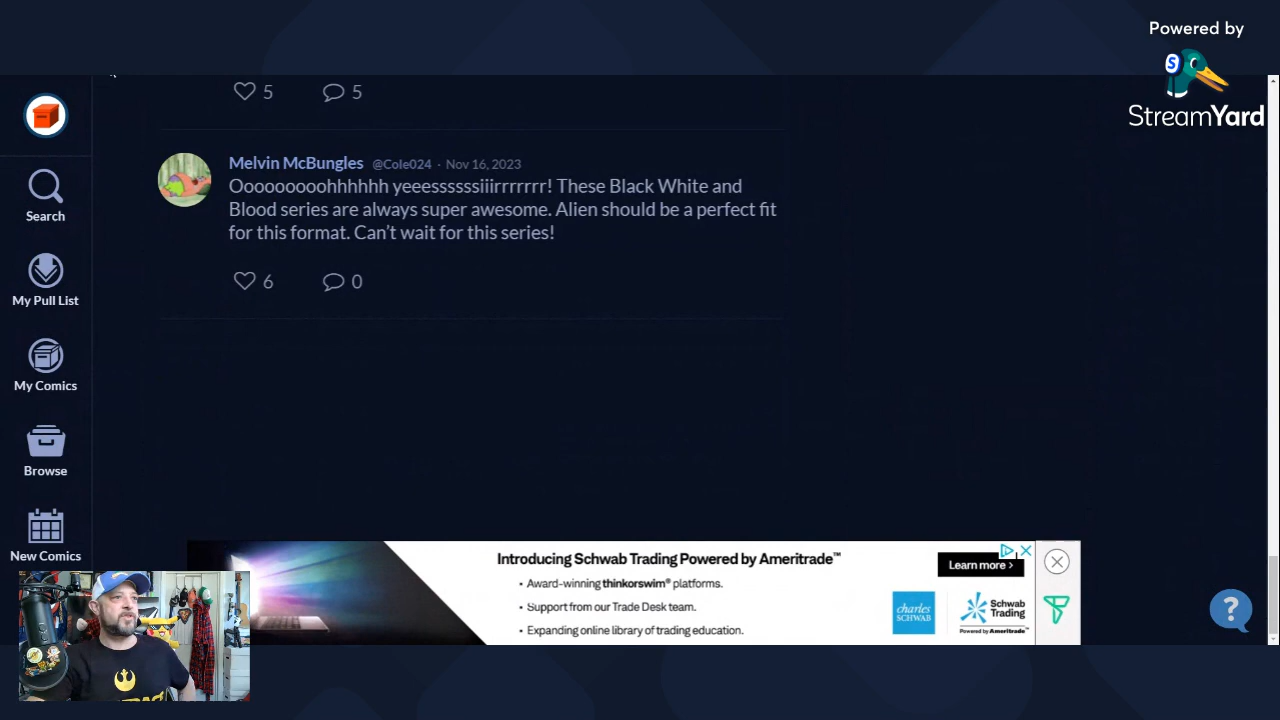 Powered by
StreamYard
5 5
Search
My Pull List
My Comics
Browse
New Comics
Melvin McBungles @Cole024 · Nov 16, 2023
Ooooooooohhhhhh yeeessssssiiirrrrrrr! These Black White and
Blood series are always super awesome. Alien should be a perfect fit
for this format. Can’t wait for this series!
6 0
Introducing Schwab Trading Powered by Ameritrade™
• Award-winning thinkorswim® platforms.
• Support from our Trade Desk team.
• Expanding online library of trading education.
charles
SCHWAB
Schwab
Trading
Powered by Ameritrade™
Learn more >
?